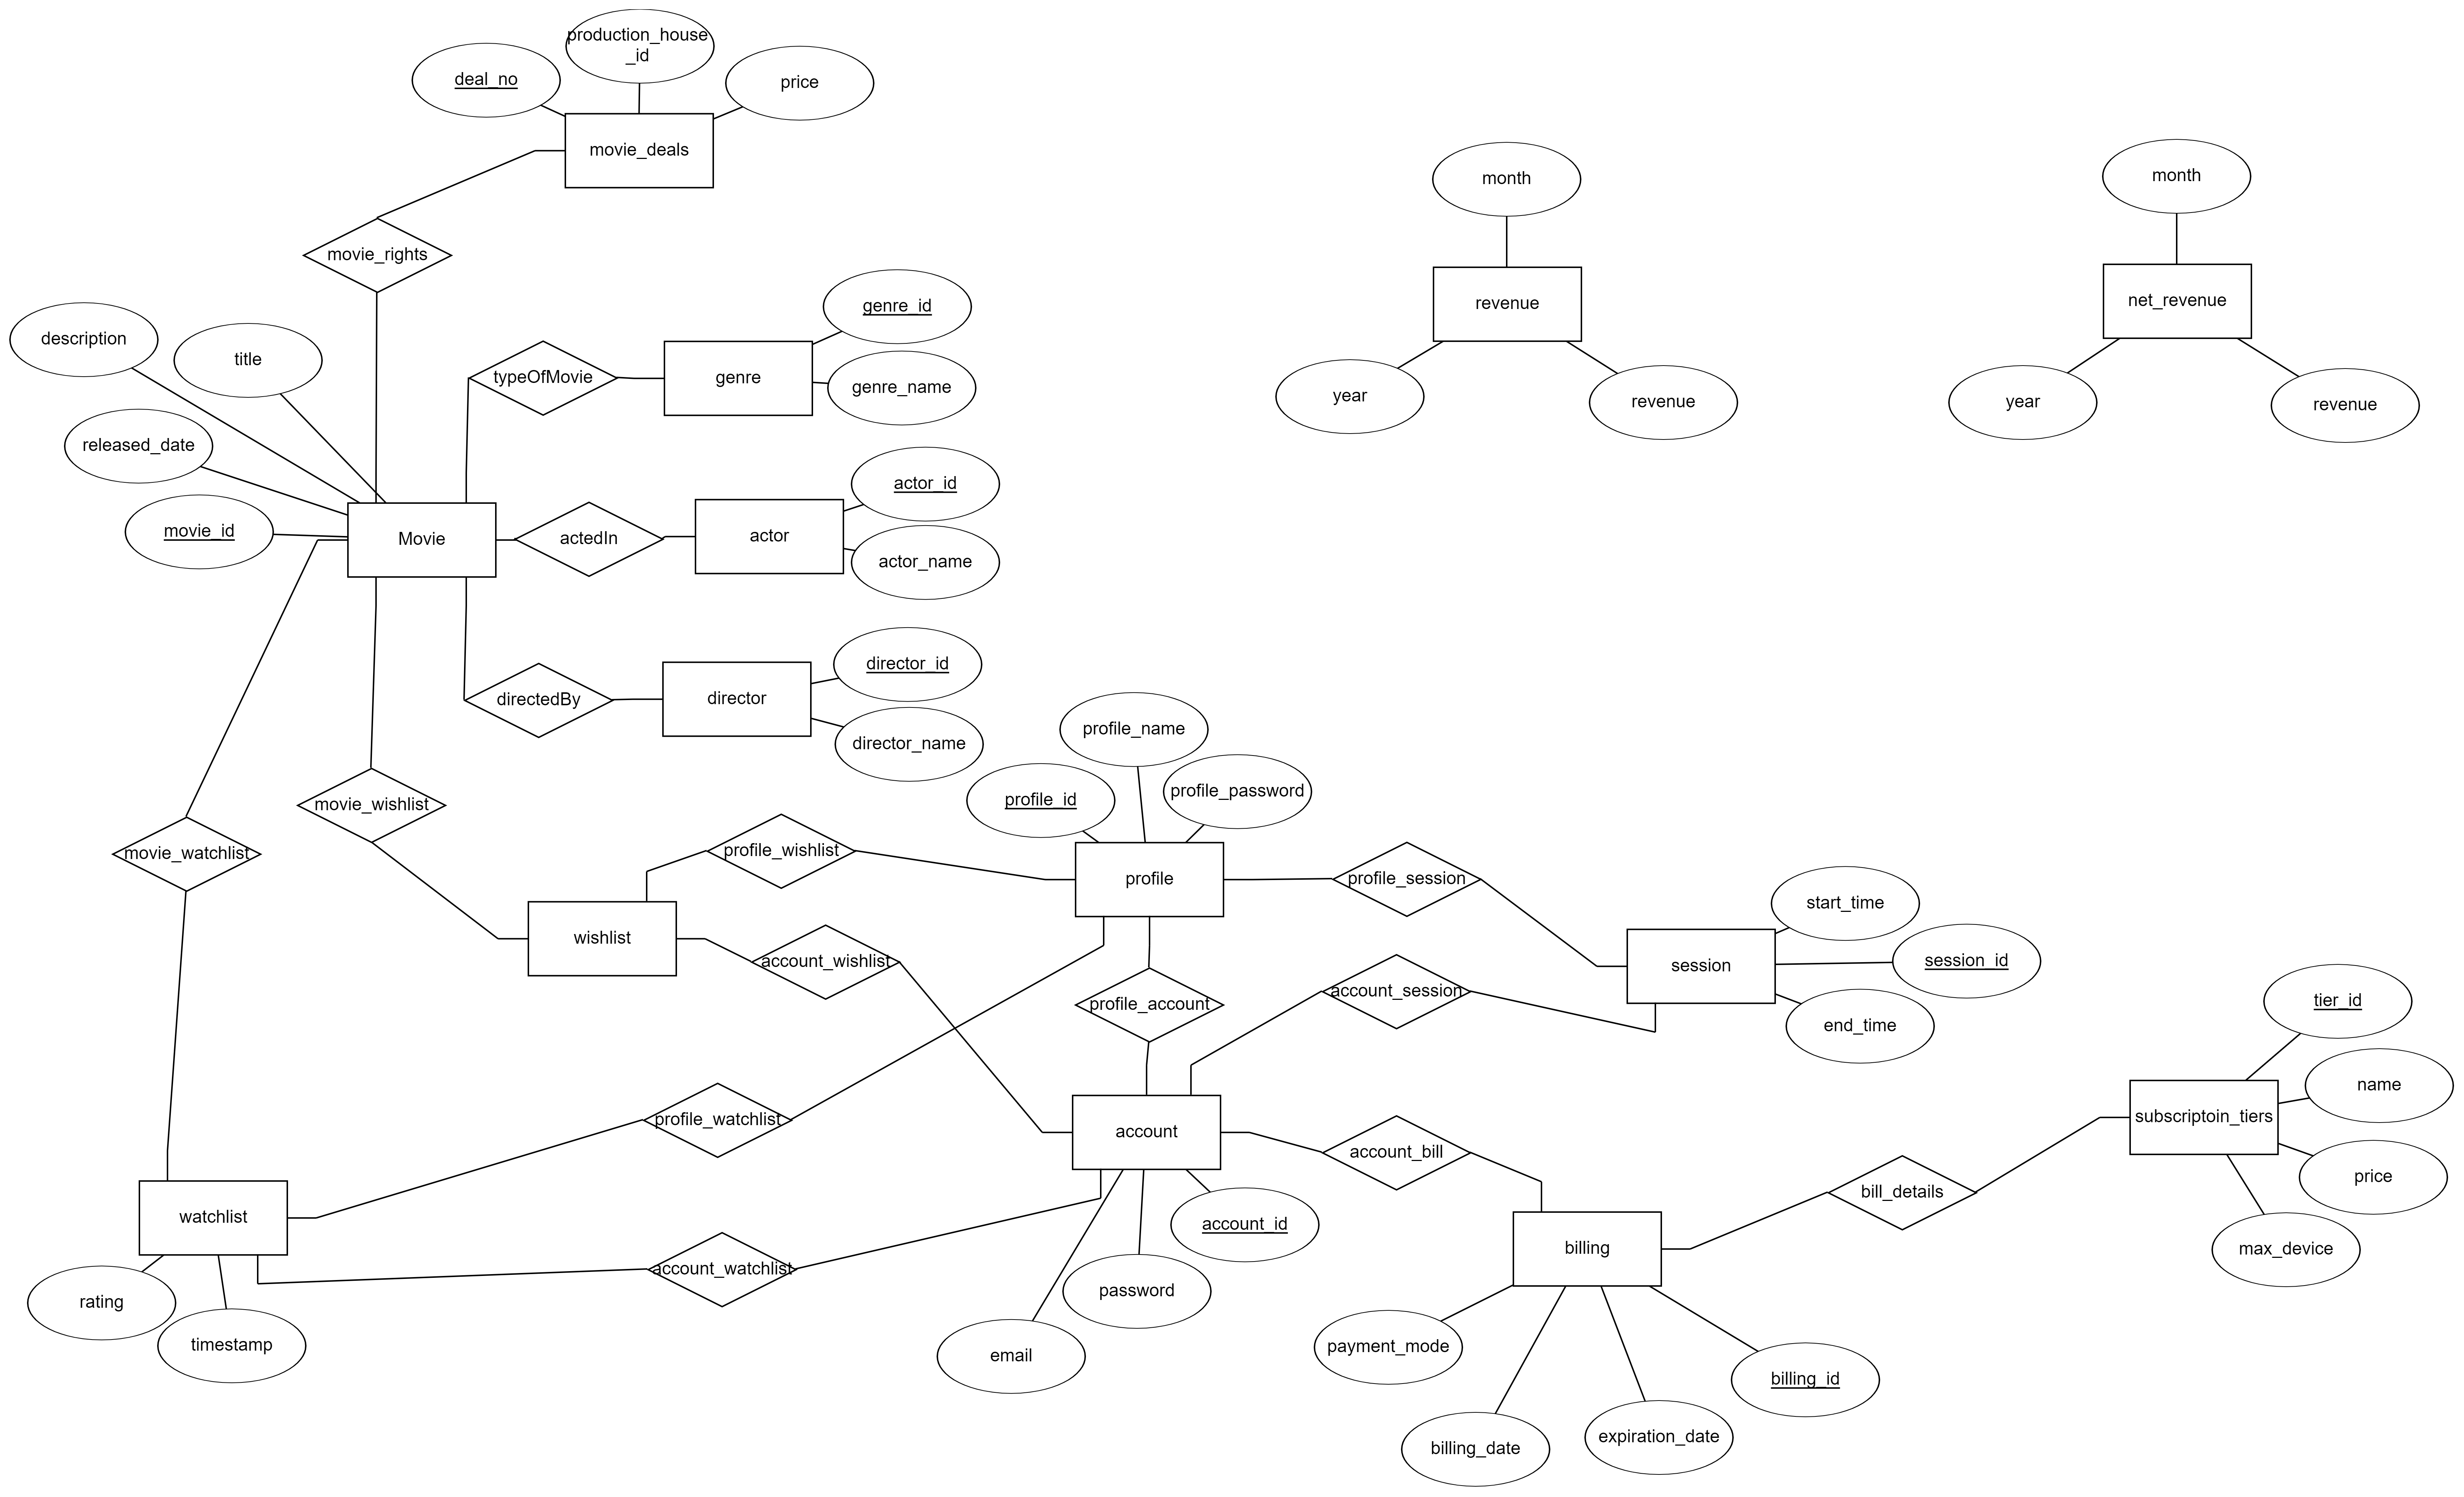 production_house
_id
deal_no
price
movie_deals
month
month
movie_rights
net_revenue
revenue
genre_id
description
title
typeOfMovie
genre
genre_name
year
revenue
year
revenue
released_date
actor_id
movie_id
Movie
actedIn
actor
actor_name
director_id
directedBy
director
director_name
profile_name
profile_id
profile_password
movie_wishlist
movie_watchlist
profile_wishlist
profile
profile_session
start_time
wishlist
account_wishlist
session
session_id
account_session
profile_account
tier_id
end_time
name
profile_watchlist
account
subscriptoin_tiers
account_bill
price
bill_details
watchlist
account_id
billing
max_device
account_watchlist
password
rating
timestamp
email
payment_mode
billing_id
billing_date
expiration_date